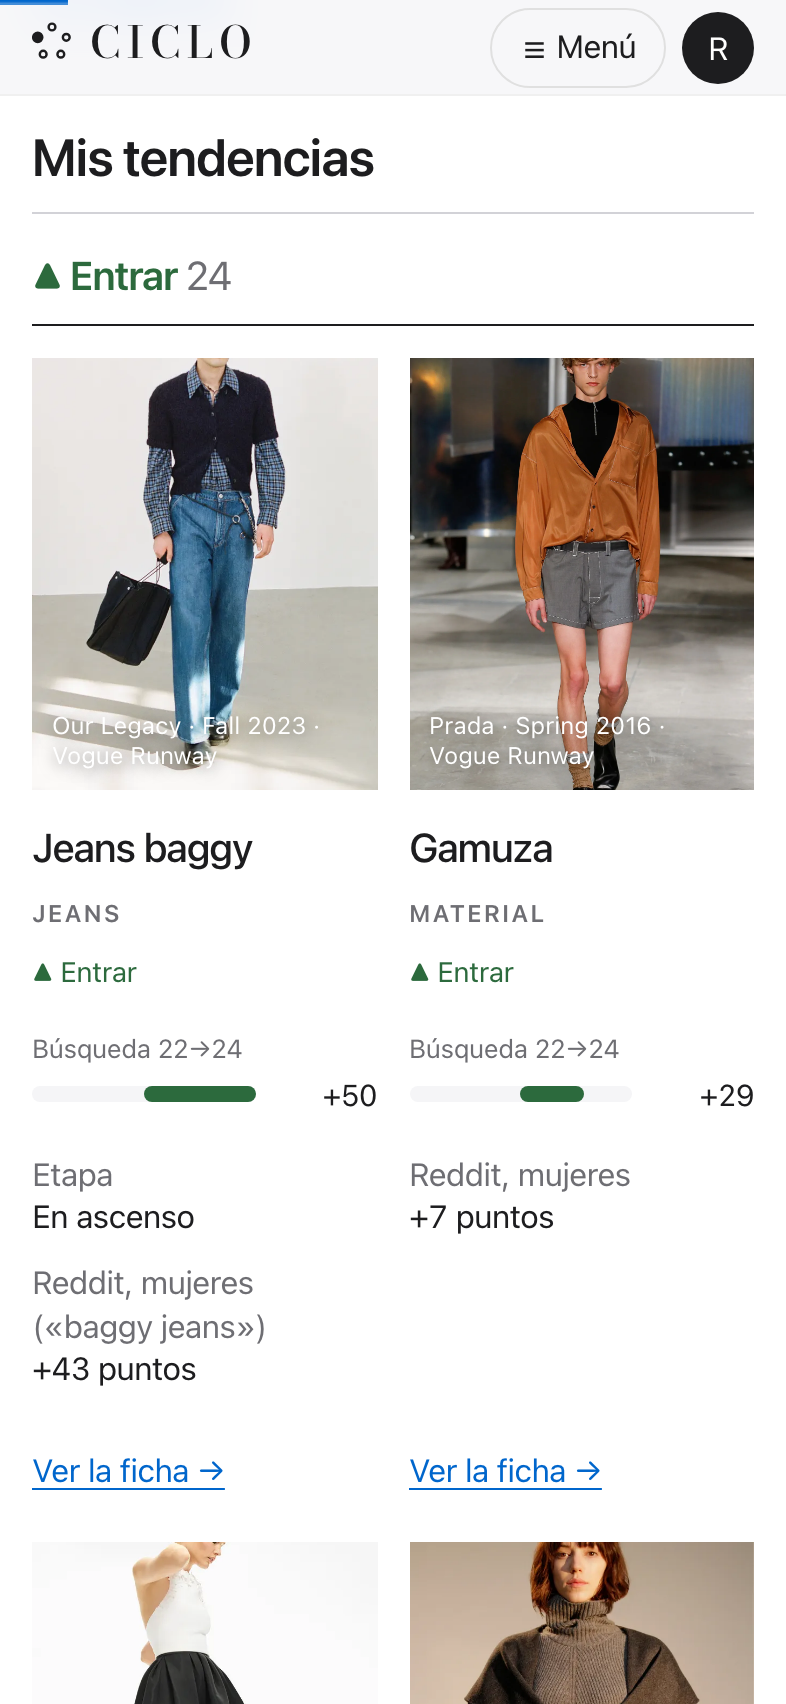 CICLO
≡ Menú
R
Mis tendencias
▲ Entrar 24
Our Legacy · Fall 2023 ·
Vogue Runway
Prada · Spring 2016 ·
Vogue Runway
Jeans baggy
JEANS
▲ Entrar
Búsqueda 22→24
+50
Etapa
En ascenso
Reddit, mujeres
(«baggy jeans»)
+43 puntos
Ver la ficha →
Gamuza
MATERIAL
▲ Entrar
Búsqueda 22→24
+29
Reddit, mujeres
+7 puntos
Ver la ficha →